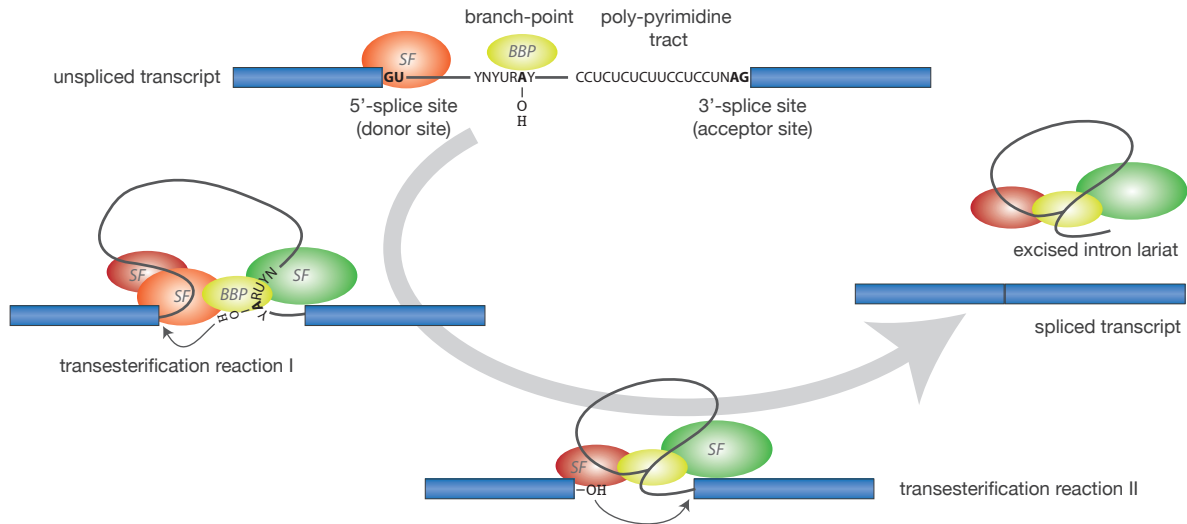 branch-point
poly-pyrimidine
tract
SF
BBP
unspliced transcript
GU
YNYURAY
CCUCUCUCUUCCUCCUNAG
O
H
5'-splice site
(donor site)
3'-splice site
(acceptor site)
SF
SF
BBP
SF
HO
YARUYN
transesterification reaction I
excised intron lariat
spliced transcript
SF
SF
-OH
transesterification reaction II